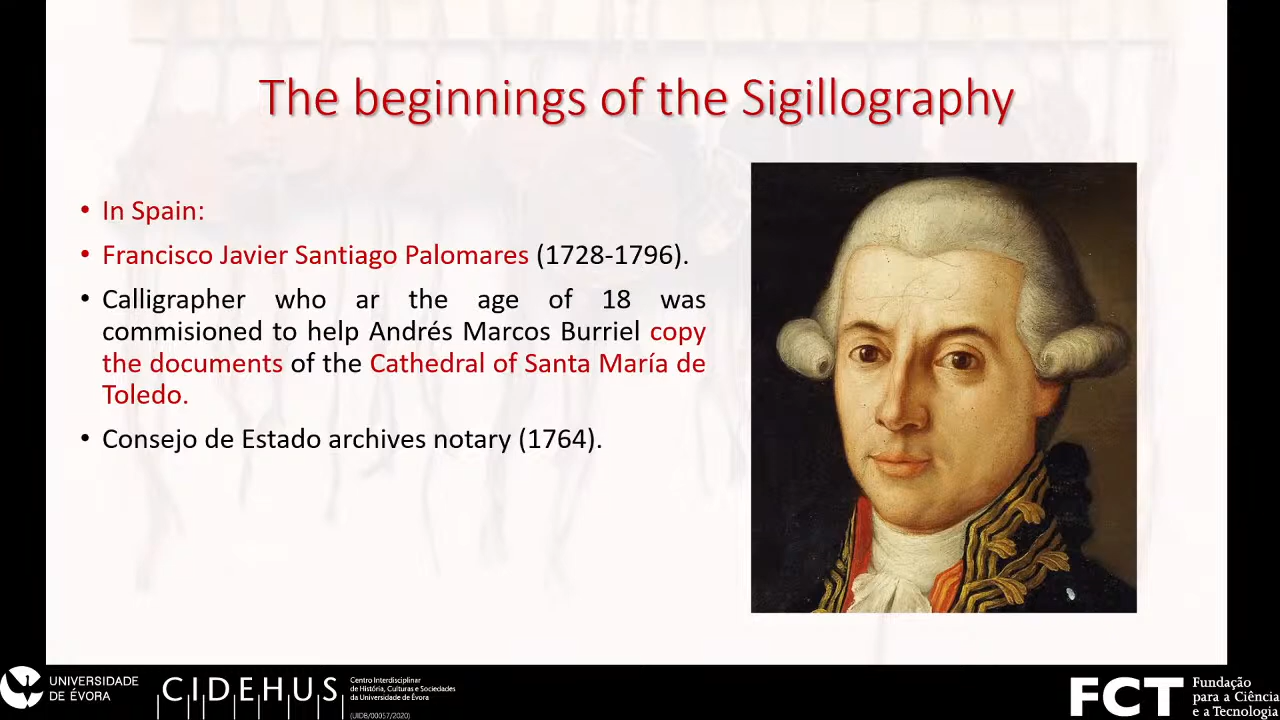 The beginnings of the Sigillography
• In Spain:
• Francisco Javier Santiago Palomares (1728-1796).
• Calligrapher who ar the age of 18 was
commisioned to help Andrés Marcos Burriel copy
the documents of the Cathedral of Santa María de
Toledo.
• Consejo de Estado archives notary (1764).
UNIVERSIDADE
DE ÉVORA
CIDEHUS
Centro Interdisciplinar
de História, Culturas e Sociedades
da Universidade de Évora
(UIDB/00057/2020)
FCT
Fundação
para a Ciência
e a Tecnologia